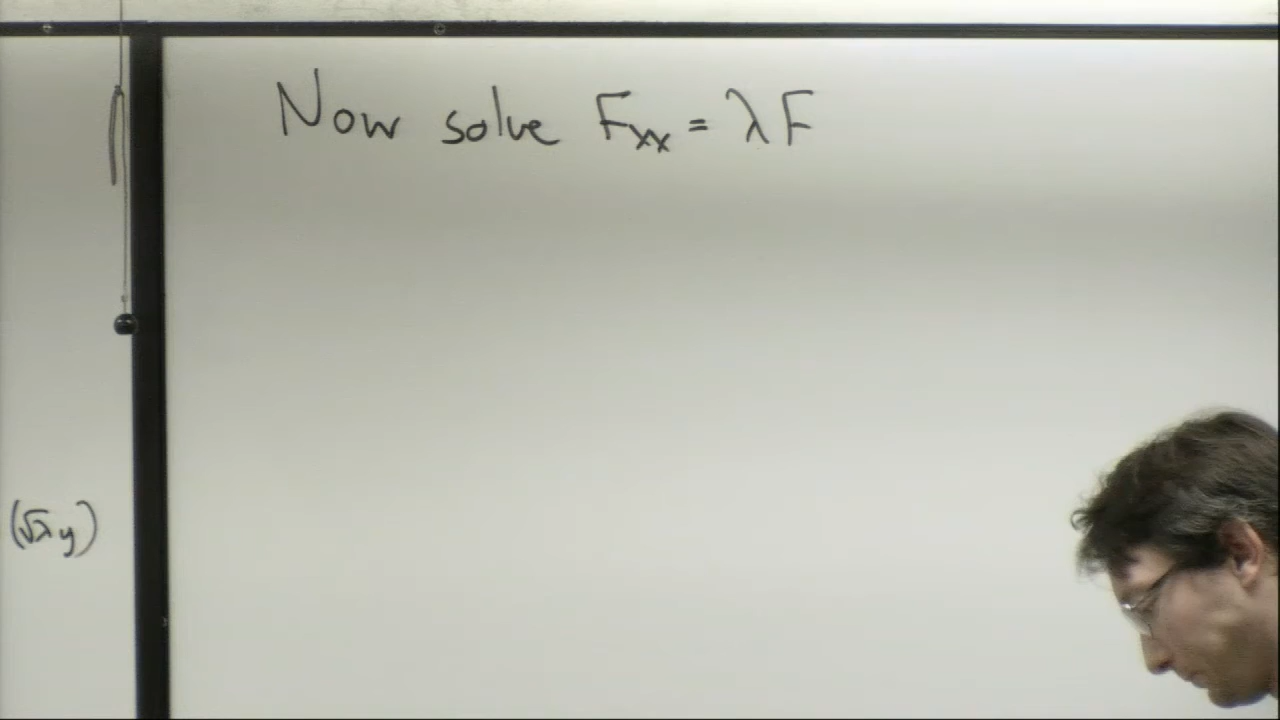 Now solve Fₓₓ = λF
(√λ y)